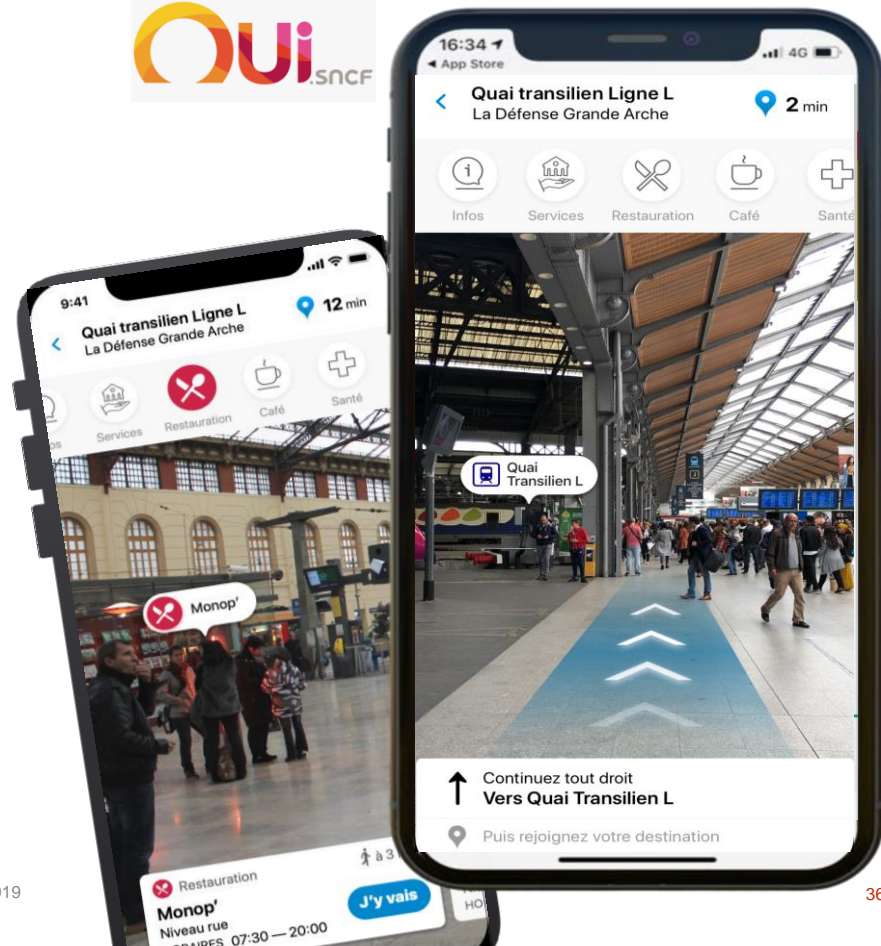 OUi.sncf
16:34
4G
App Store
Quai transilien Ligne L
La Défense Grande Arche
2 min
Infos
Services
Restauration
Café
Santé
Quai
Transilien L
Continuez tout droit
Vers Quai Transilien L
Puis rejoignez votre destination
9:41
Quai transilien Ligne L
La Défense Grande Arche
12 min
Services
Restauration
Café
Santé
Monop'
Restauration
à 3
Monop'
Niveau rue
07:30 — 20:00
J'y vais
HO
019
36